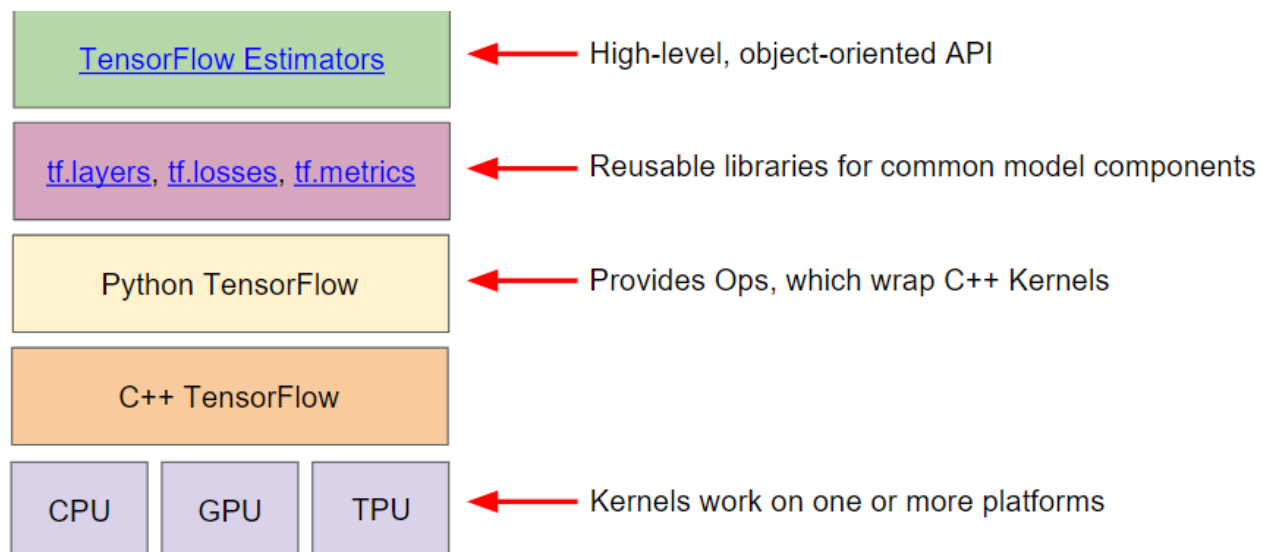 TensorFlow Estimators
High-level, object-oriented API
tf.layers, tf.losses, tf.metrics
Reusable libraries for common model components
Python TensorFlow
Provides Ops, which wrap C++ Kernels
C++ TensorFlow
CPU
GPU
TPU
Kernels work on one or more platforms